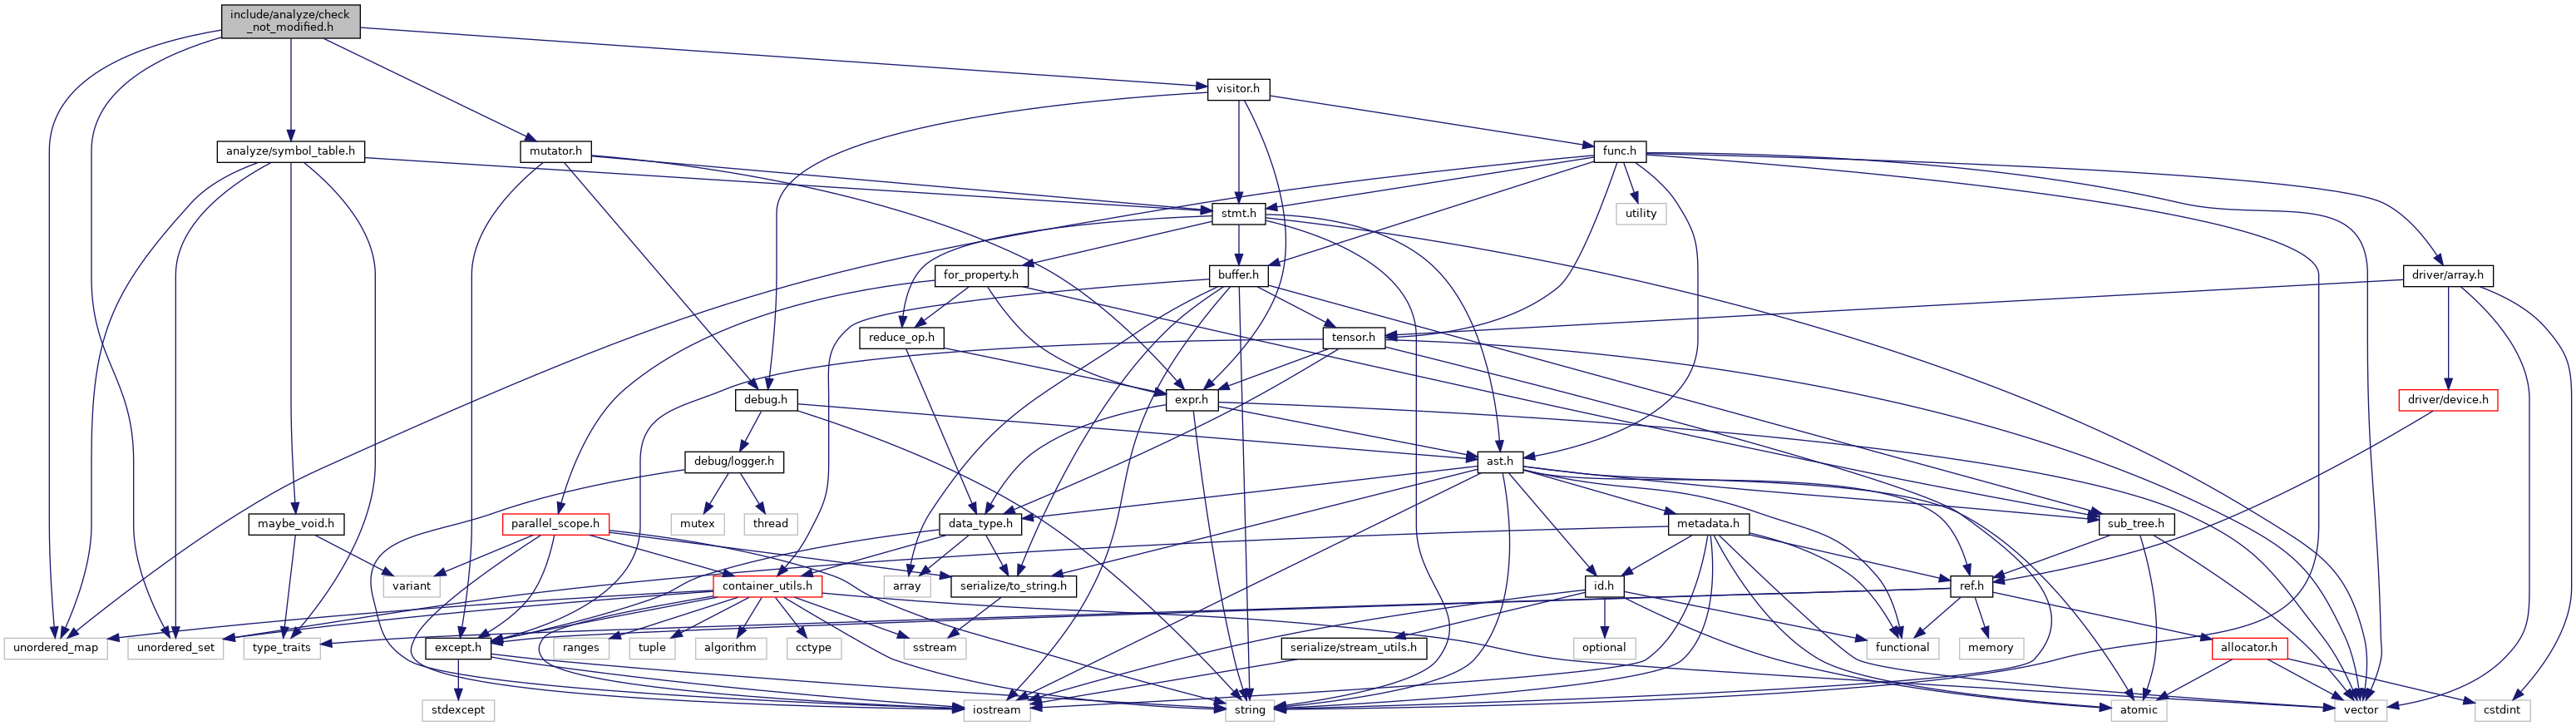 include/analyze/check
_not_modified.h
visitor.h
analyze/symbol_table.h
mutator.h
func.h
stmt.h
utility
for_property.h
buffer.h
driver/array.h
reduce_op.h
tensor.h
debug.h
expr.h
driver/device.h
debug/logger.h
ast.h
maybe_void.h
parallel_scope.h
mutex
thread
data_type.h
metadata.h
sub_tree.h
variant
container_utils.h
array
serialize/to_string.h
id.h
ref.h
unordered_map
unordered_set
type_traits
except.h
ranges
tuple
algorithm
cctype
sstream
serialize/stream_utils.h
optional
functional
memory
allocator.h
stdexcept
iostream
string
atomic
vector
cstdint